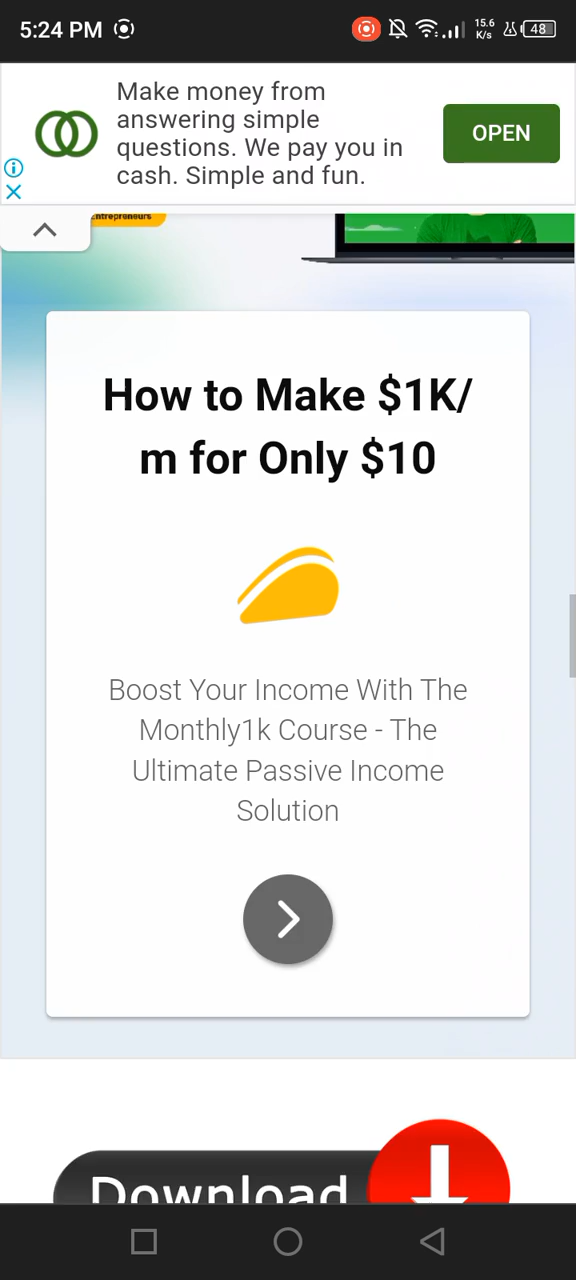 5:24 PM
15.6
K/s
48
Make money from
answering simple
questions. We pay you in
cash. Simple and fun.
OPEN
Entrepreneurs
How to Make $1K/
m for Only $10
Boost Your Income With The
Monthly1k Course - The
Ultimate Passive Income
Solution
Download